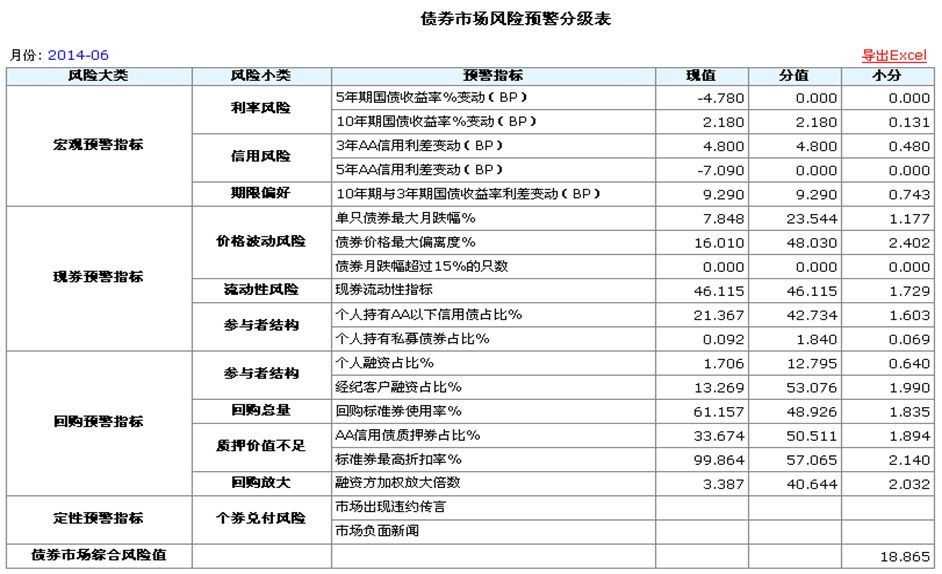 债券市场风险预警分级表
月份: 2014-06 导出Excel
风险大类 风险小类 预警指标 现值 分值 小分
宏观预警指标 利率风险 5年期国债收益率%变动（BP） -4.780 0.000 0.000
10年期国债收益率%变动（BP） 2.180 2.180 0.131
信用风险 3年AA信用利差变动（BP） 4.800 4.800 0.480
5年AA信用利差变动（BP） -7.090 0.000 0.000
期限偏好 10年期与3年期国债收益率利差变动（BP） 9.290 9.290 0.743
现券预警指标 价格波动风险 单只债券最大月跌幅% 7.848 23.544 1.177
债券价格最大偏离度% 16.010 48.030 2.402
债券月跌幅超过15%的只数 0.000 0.000 0.000
流动性风险 现券流动性指标 46.115 46.115 1.729
参与者结构 个人持有AA以下信用债占比% 21.367 42.734 1.603
个人持有私募债券占比% 0.092 1.840 0.069
回购预警指标 参与者结构 个人融资占比% 1.706 12.795 0.640
经纪客户融资占比% 13.269 53.076 1.990
回购总量 回购标准券使用率% 61.157 48.926 1.835
质押价值不足 AA信用债质押券占比% 33.674 50.511 1.894
标准券最高折扣率% 99.864 57.065 2.140
回购放大 融资方加权放大倍数 3.387 40.644 2.032
定性预警指标 个券兑付风险 市场出现违约传言
市场负面新闻
债券市场综合风险值 18.865